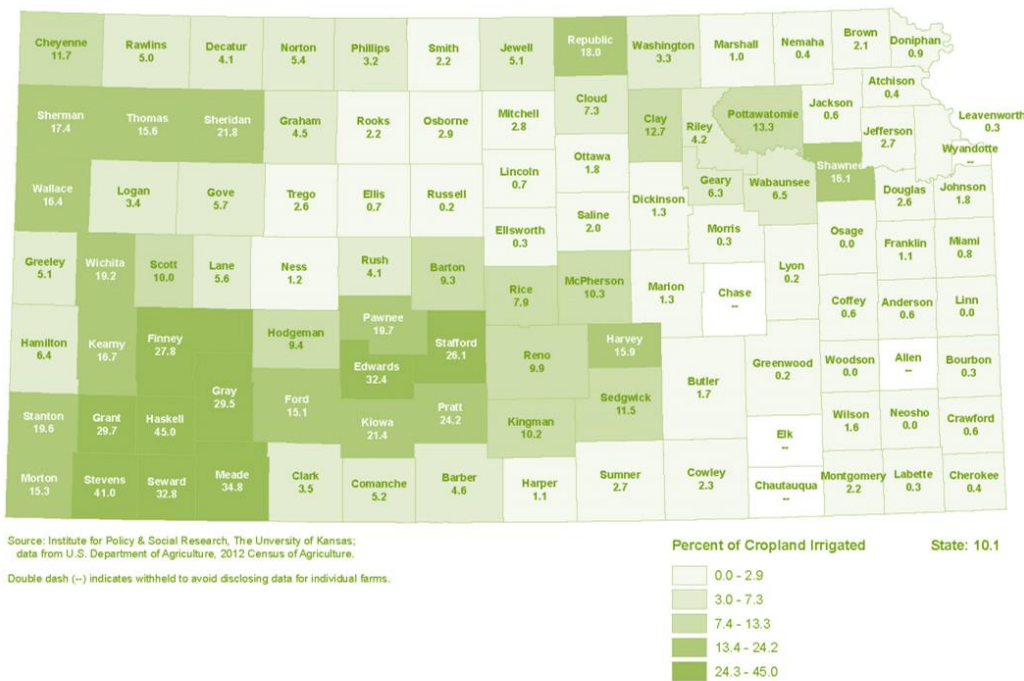 Cheyenne
11.7
Rawlins
5.0
Decatur
4.1
Norton
5.4
Phillips
3.2
Smith
2.2
Jewell
5.1
Republic
18.0
Washington
3.3
Marshall
1.0
Nemaha
0.4
Brown
2.1
Doniphan
0.9
Atchison
0.4
Sherman
17.4
Thomas
15.6
Sheridan
21.8
Graham
4.5
Rooks
2.2
Osborne
2.9
Mitchell
2.8
Cloud
7.3
Clay
12.7
Riley
4.2
Pottawatomie
13.3
Jackson
0.6
Jefferson
2.7
Leavenworth
0.3
Wyandotte
--
Ottawa
1.8
Lincoln
0.7
Shawnee
16.1
Wallace
16.4
Logan
3.4
Gove
5.7
Trego
2.6
Ellis
0.7
Russell
0.2
Dickinson
1.3
Geary
6.3
Wabaunsee
6.5
Douglas
2.6
Johnson
1.8
Ellsworth
0.3
Saline
2.0
Morris
0.3
Osage
0.0
Franklin
1.1
Miami
0.8
Greeley
5.1
Wichita
19.2
Scott
10.0
Lane
5.6
Ness
1.2
Rush
4.1
Barton
9.3
Rice
7.9
McPherson
10.3
Marion
1.3
Chase
--
Lyon
0.2
Coffey
0.6
Anderson
0.6
Linn
0.0
Hamilton
6.4
Kearny
16.7
Finney
27.8
Hodgeman
9.4
Pawnee
19.7
Stafford
26.1
Edwards
32.4
Reno
9.9
Harvey
15.9
Butler
1.7
Greenwood
0.2
Woodson
0.0
Allen
--
Bourbon
0.3
Gray
29.5
Ford
15.1
Kiowa
21.4
Pratt
24.2
Kingman
10.2
Sedgwick
11.5
Stanton
19.6
Grant
29.7
Haskell
45.0
Elk
--
Wilson
1.6
Neosho
0.0
Crawford
0.6
Morton
15.3
Stevens
41.0
Seward
32.8
Meade
34.8
Clark
3.5
Comanche
5.2
Barber
4.6
Harper
1.1
Sumner
2.7
Cowley
2.3
Chautauqua
--
Montgomery
2.2
Labette
0.3
Cherokee
0.4
Source: Institute for Policy & Social Research, The Unversity of Kansas;
data from U.S. Department of Agriculture, 2012 Census of Agriculture.
Double dash (--) indicates withheld to avoid disclosing data for individual farms.
Percent of Cropland Irrigated State: 10.1
0.0 - 2.9
3.0 - 7.3
7.4 - 13.3
13.4 - 24.2
24.3 - 45.0